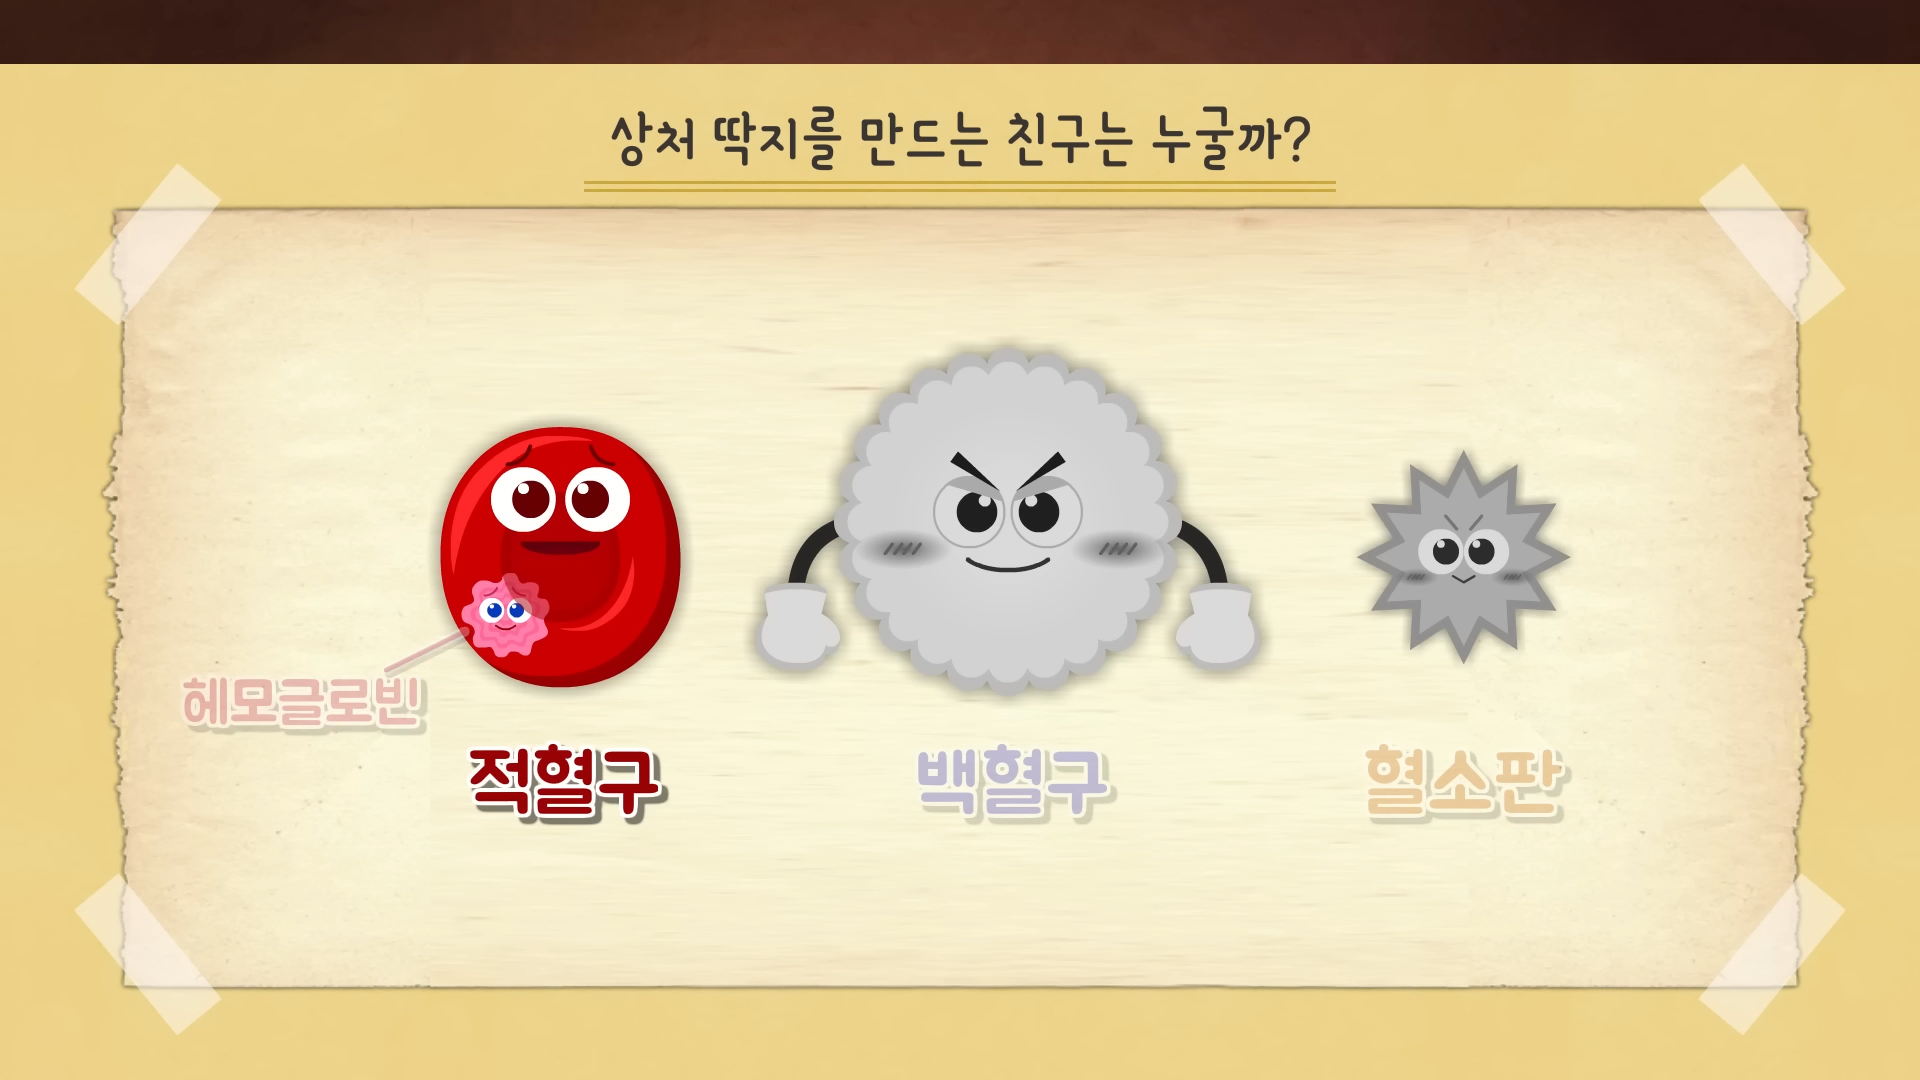 상처 딱지를 만드는 친구는 누굴까?
헤모글로빈
적혈구
백혈구
혈소판